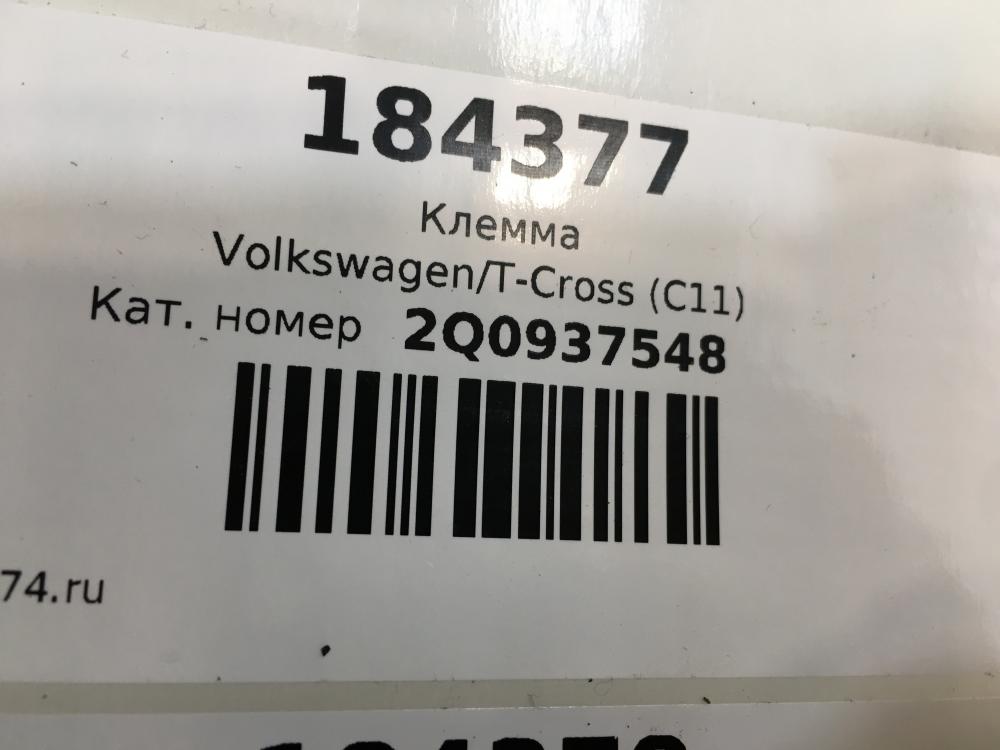 184377
Клемма
Volkswagen/T-Cross (C11)
Кат. номер 2Q0937548
74.ru